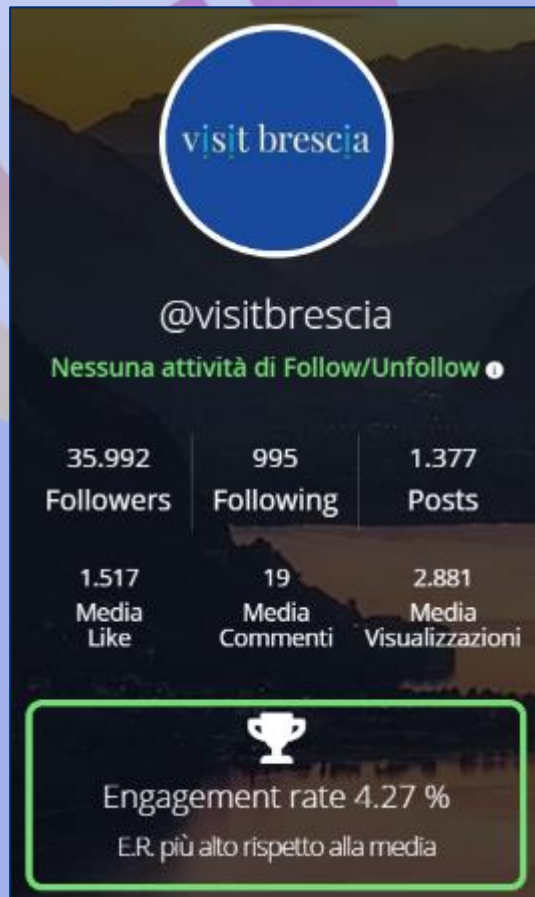 visit brescia
@visitbrescia
Nessuna attività di Follow/Unfollow
35.992 995 1.377
Followers Following Posts
1.517 19 2.881
Media Media Media
Like Commenti Visualizzazioni
Engagement rate 4.27 %
E.R. più alto rispetto alla media